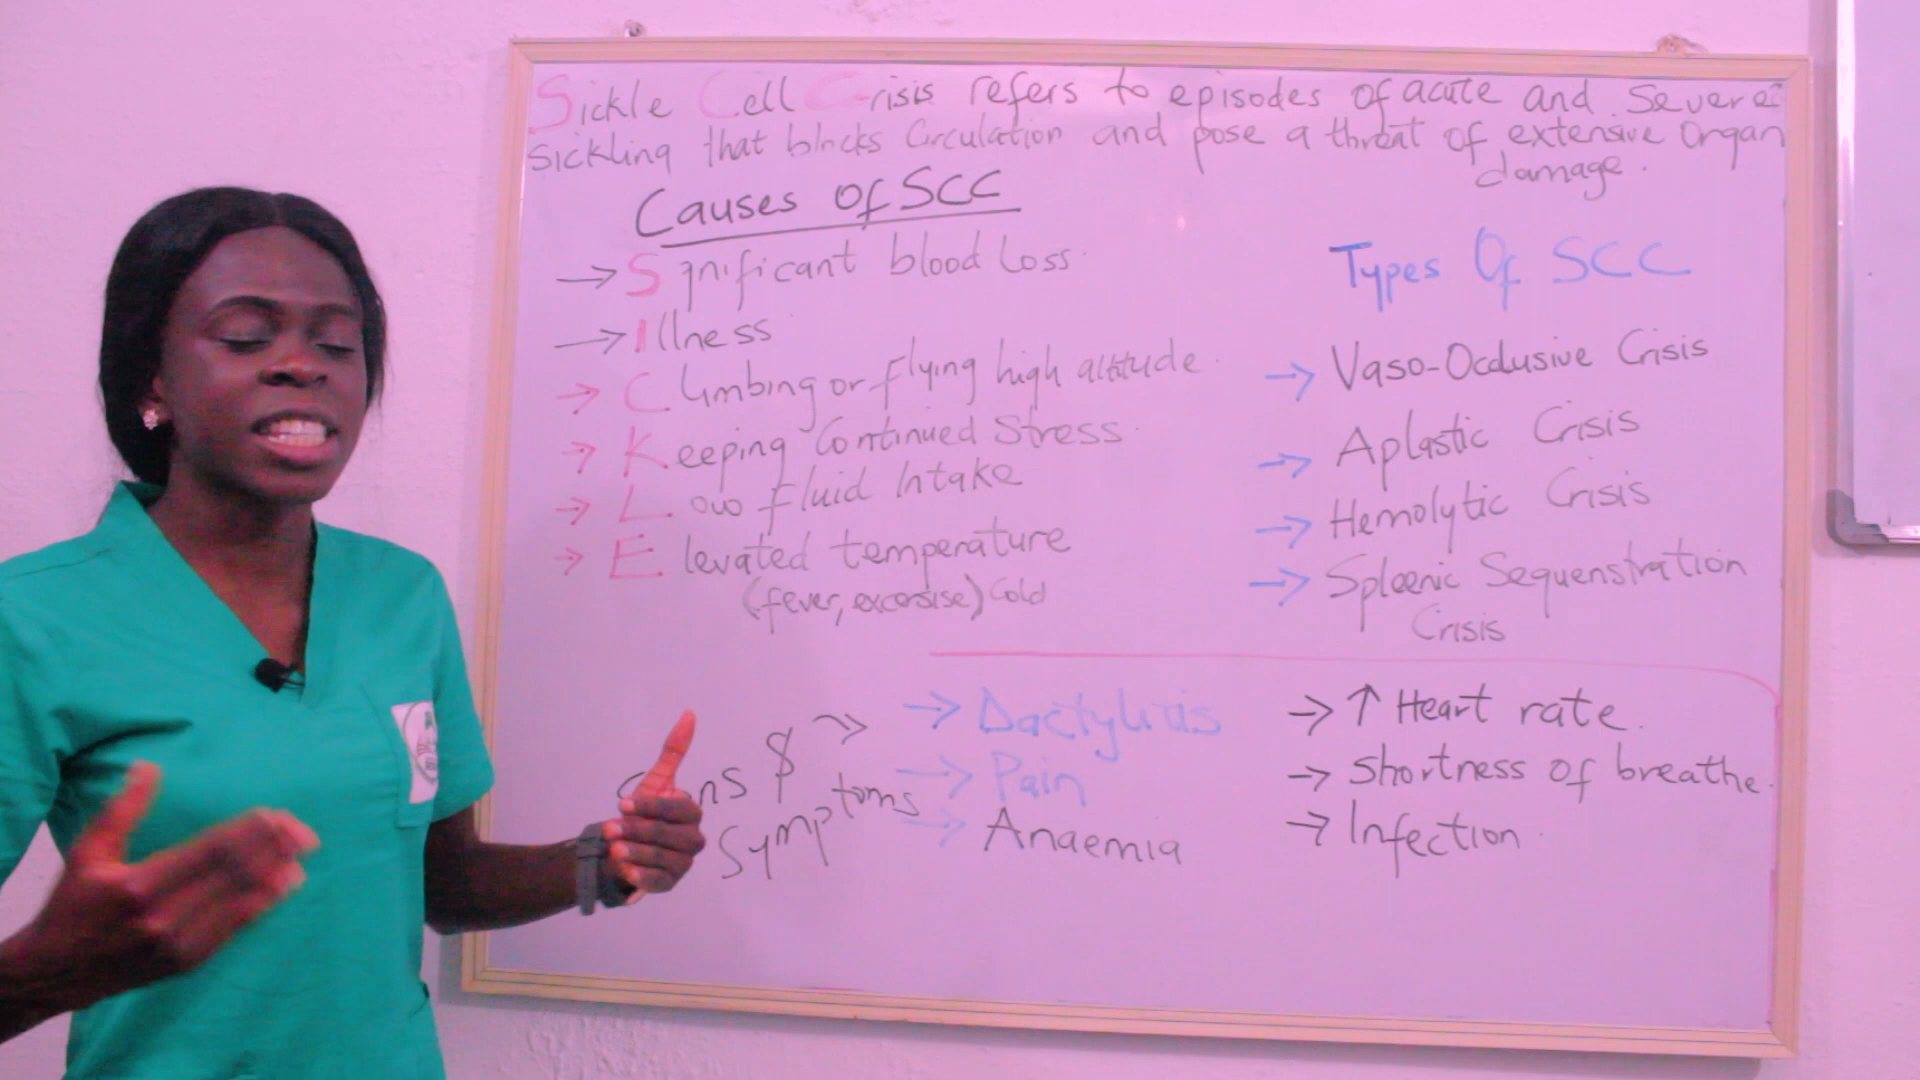 Sickle Cell Crisis refers to episodes of acute and Severe
Sickling that blocks Circulation and pose a threat of extensive Organ
damage.
Causes Of SCC
→ Significant blood Loss.
→ Illness
→ Climbing or flying high altitude.
→ Keeping Continued Stress.
→ Low fluid Intake
→ Elevated temperature
(fever, excersise) Cold
Types Of SCC
→ Vaso-Occlusive Crisis
→ Aplastic Crisis
→ Hemolytic Crisis
→ Spleenic Sequenstration
Crisis
&
Symptoms
→ Dactylitis
→ Pain
→ Anaemia
→ ↑ Heart rate.
→ Shortness of breathe.
→ Infection.